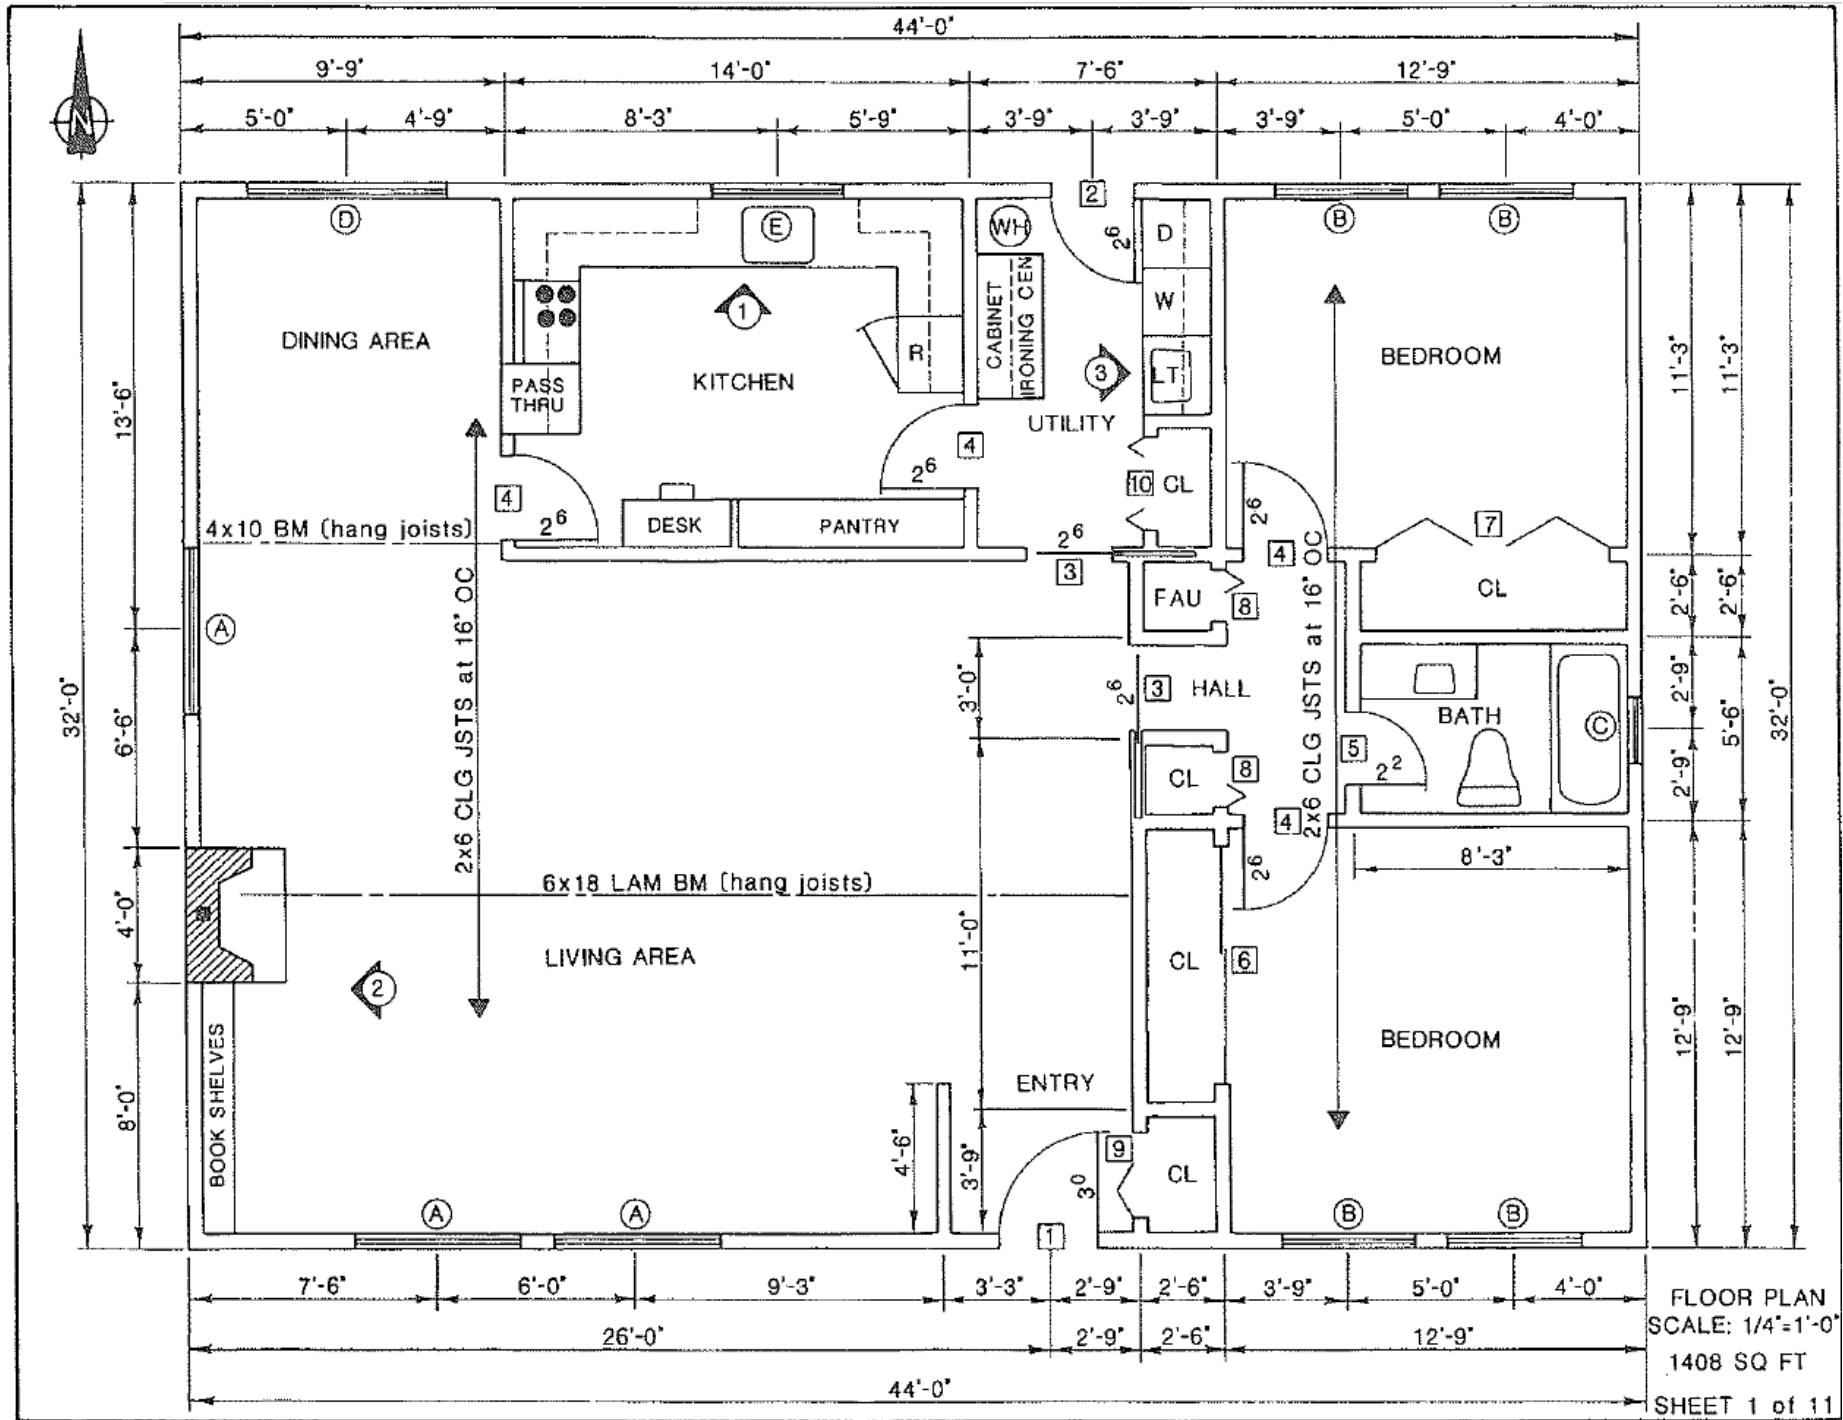 44'-0"
9'-9" 14'-0" 7'-6" 12'-9"
5'-0" 4'-9" 8'-3" 5'-9" 3'-9" 3'-9" 3'-9" 5'-0" 4'-0"
N
2
D E WH 2⁶ D B B
CABINET
IRONING CEN
W
1
DINING AREA
R
3
LT
BEDROOM
PASS
THRU
KITCHEN
UTILITY
11'-3" 11'-3"
13'-6"
4
2⁶
10 CL
4
2⁶
DESK PANTRY
4x10 BM (hang joists)
2⁶
3
2⁶
4
7
CL
FAU
8
2'-6" 2'-6"
A
2x6 CLG JSTS at 16" OC
2x6 CLG JSTS at 16" OC
32'-0"
6'-6"
3'-0"
2⁶
3 HALL
BATH
C
2'-9"
5'-6"
32'-0"
5
2²
CL
8
2'-9"
4
2⁶
8'-3"
6x18 LAM BM (hang joists)
4'-0"
11'-0"
LIVING AREA
CL
6
2
BEDROOM
12'-9" 12'-9"
BOOK SHELVES
8'-0"
ENTRY
4'-6"
3'-9"
9
3⁰
CL
A A
1
B B
7'-6" 6'-0" 9'-3" 3'-3" 2'-9" 2'-6" 3'-9" 5'-0" 4'-0"
26'-0" 2'-9" 2'-6" 12'-9"
44'-0"
FLOOR PLAN
SCALE: 1/4"=1'-0"
1408 SQ FT
SHEET 1 of 11